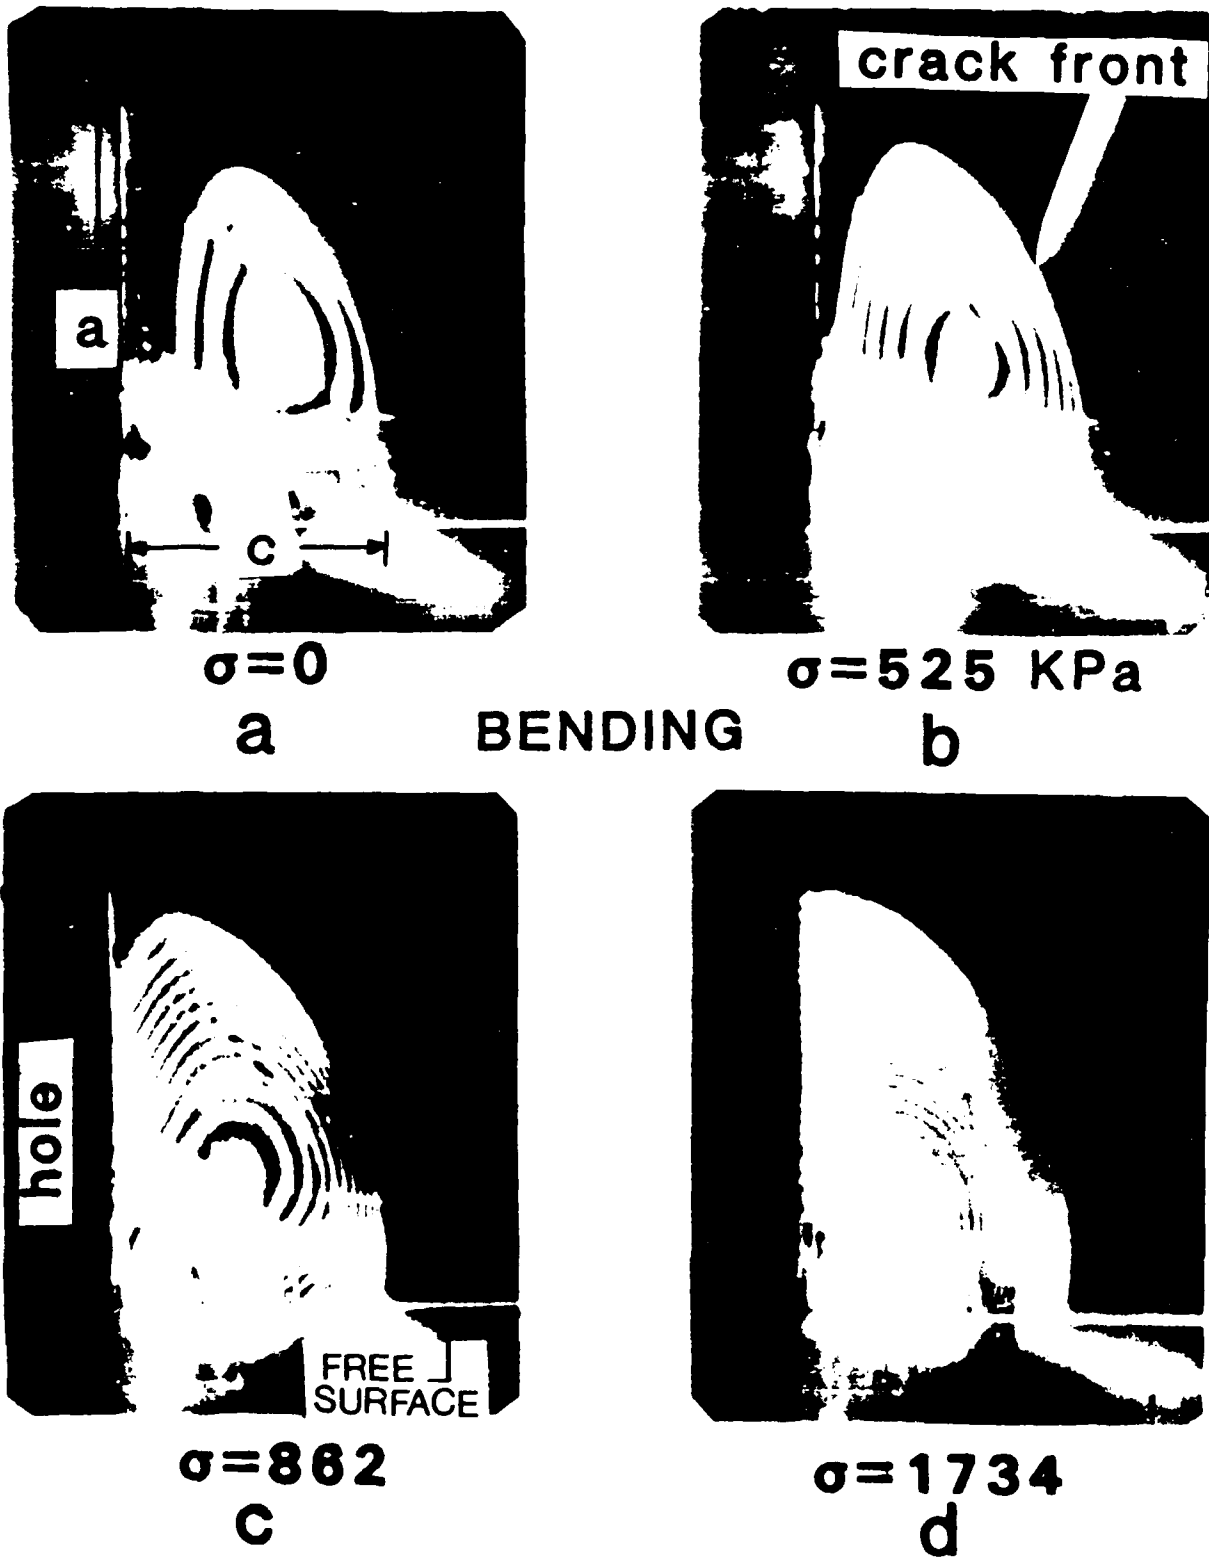 crack front
a
c
σ=0
σ=525 KPa
a
BENDING
b
hole
FREE
SURFACE
σ=862
σ=1734
c
d